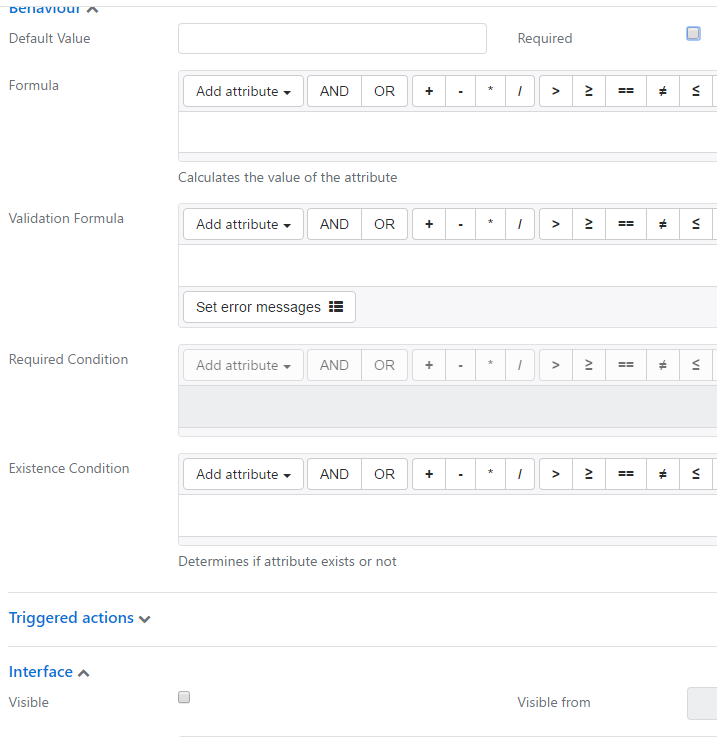 Behaviour
Default Value Required
Formula Add attribute AND OR + - * / > ≥ == ≠ ≤
Calculates the value of the attribute
Validation Formula Add attribute AND OR + - * / > ≥ == ≠ ≤
Set error messages
Required Condition Add attribute AND OR + - * / > ≥ == ≠ ≤
Existence Condition Add attribute AND OR + - * / > ≥ == ≠ ≤
Determines if attribute exists or not
Triggered actions
Interface
Visible Visible from